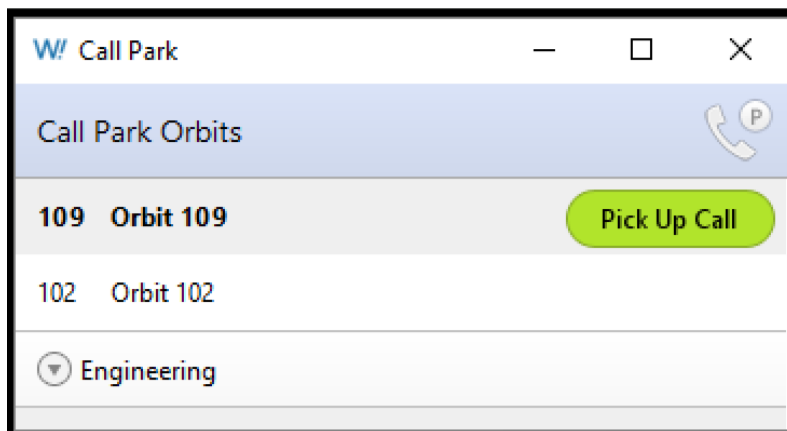 W! Call Park
Call Park Orbits P
109 Orbit 109 Pick Up Call
102 Orbit 102
Engineering